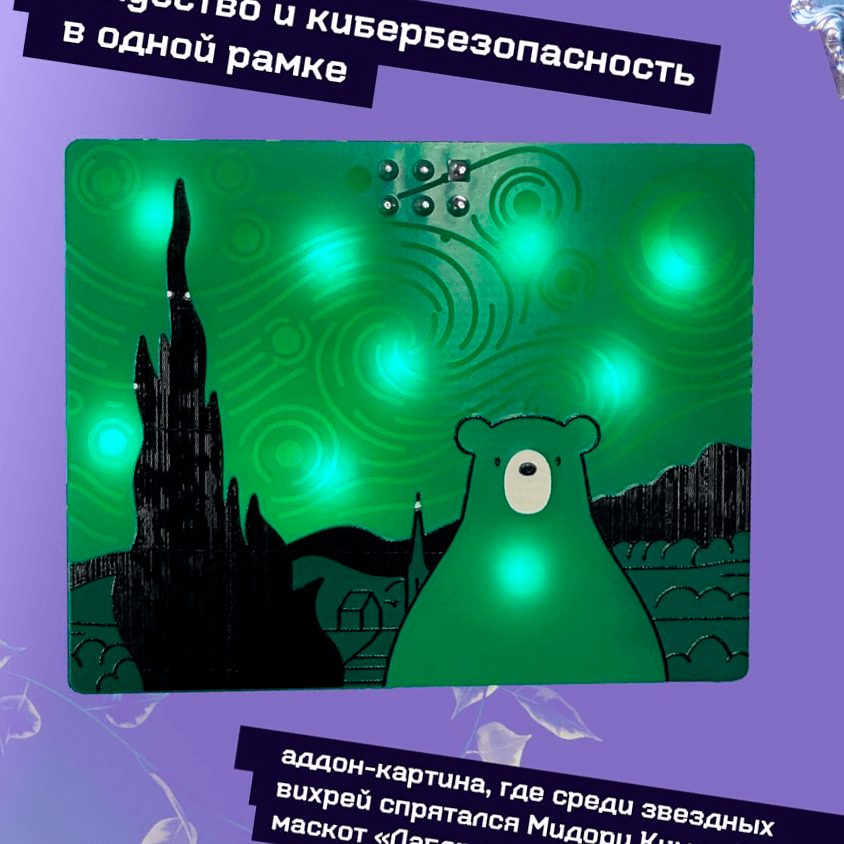 и кибербезопасность
в одной рамке
аддон-картина, где среди звездных
вихрей спрятался Мидори
маскот